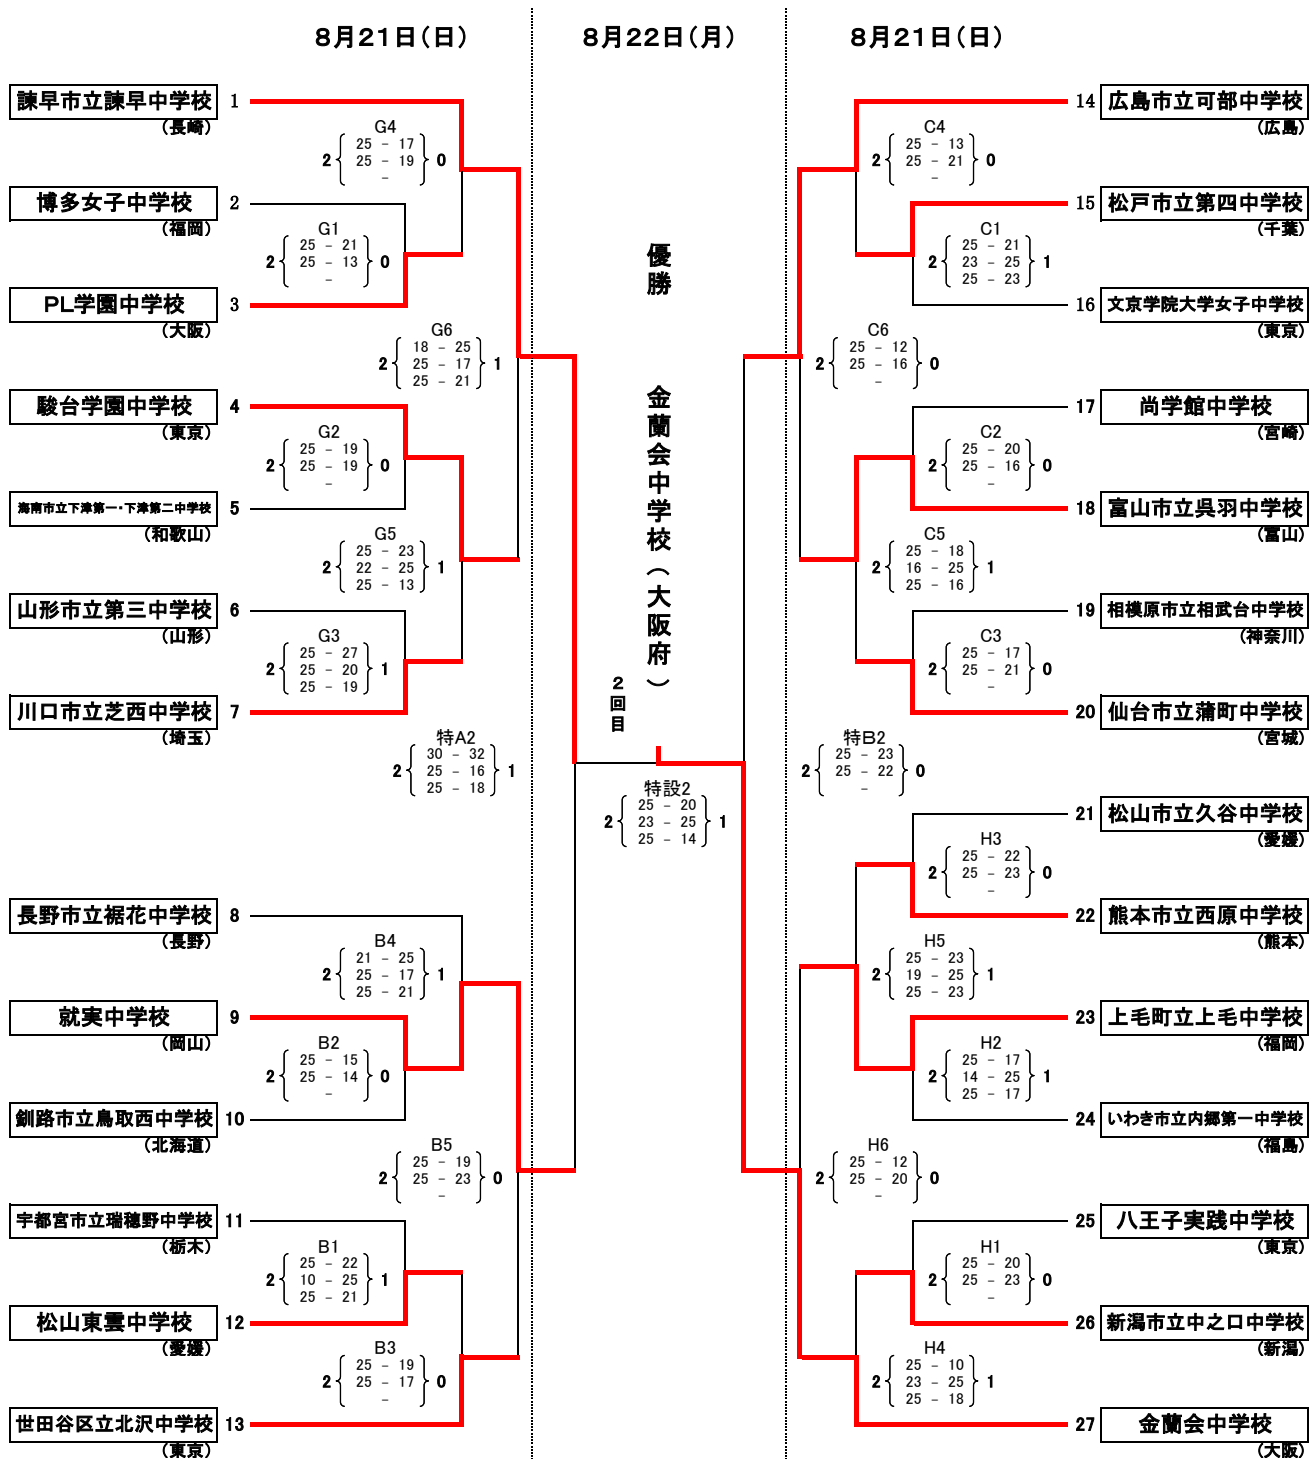 8月21日(日)
8月22日(月)
8月21日(日)
諫早市立諫早中学校 1
(長崎)
G4
2 25 - 17 0
25 - 19
-
博多女子中学校 2
(福岡)
G1
2 25 - 21 0
25 - 13
-
PL学園中学校 3
(大阪)
G6
2 18 - 25 1
25 - 17
25 - 21
駿台学園中学校 4
(東京)
G2
2 25 - 19 0
25 - 19
-
海南市立下津第一・下津第二中学校 5
(和歌山)
G5
2 25 - 23 1
22 - 25
25 - 13
山形市立第三中学校 6
(山形)
G3
2 25 - 27 1
25 - 20
25 - 19
川口市立芝西中学校 7
(埼玉)
特A2
2 30 - 32 1
25 - 16
25 - 18
長野市立裾花中学校 8
(長野)
B4
2 21 - 25 1
25 - 17
25 - 21
就実中学校 9
(岡山)
B2
2 25 - 15 0
25 - 14
-
釧路市立鳥取西中学校 10
(北海道)
B5
2 25 - 19 0
25 - 23
-
宇都宮市立瑞穂野中学校 11
(栃木)
B1
2 25 - 22 1
10 - 25
25 - 21
松山東雲中学校 12
(愛媛)
B3
2 25 - 19 0
25 - 17
-
世田谷区立北沢中学校 13
(東京)
優勝 金蘭会中学校(大阪府)
2回目
特設2
2 25 - 20 1
23 - 25
25 - 14
14 広島市立可部中学校
(広島)
C4
2 25 - 13 0
25 - 21
-
15 松戸市立第四中学校
(千葉)
C1
2 25 - 21 1
23 - 25
25 - 23
16 文京学院大学女子中学校
(東京)
C6
2 25 - 12 0
25 - 16
-
17 尚学館中学校
(宮崎)
C2
2 25 - 20 0
25 - 16
-
18 富山市立呉羽中学校
(富山)
C5
2 25 - 18 1
16 - 25
25 - 16
19 相模原市立相武台中学校
(神奈川)
C3
2 25 - 17 0
25 - 21
-
20 仙台市立蒲町中学校
(宮城)
特B2
2 25 - 23 0
25 - 22
-
21 松山市立久谷中学校
(愛媛)
H3
2 25 - 22 0
25 - 23
-
22 熊本市立西原中学校
(熊本)
H5
2 25 - 23 1
19 - 25
25 - 23
23 上毛町立上毛中学校
(福岡)
H2
2 25 - 17 1
14 - 25
25 - 17
24 いわき市立内郷第一中学校
(福島)
H6
2 25 - 12 0
25 - 20
-
25 八王子実践中学校
(東京)
H1
2 25 - 20 0
25 - 23
-
26 新潟市立中之口中学校
(新潟)
H4
2 25 - 10 1
23 - 25
25 - 18
27 金蘭会中学校
(大阪)